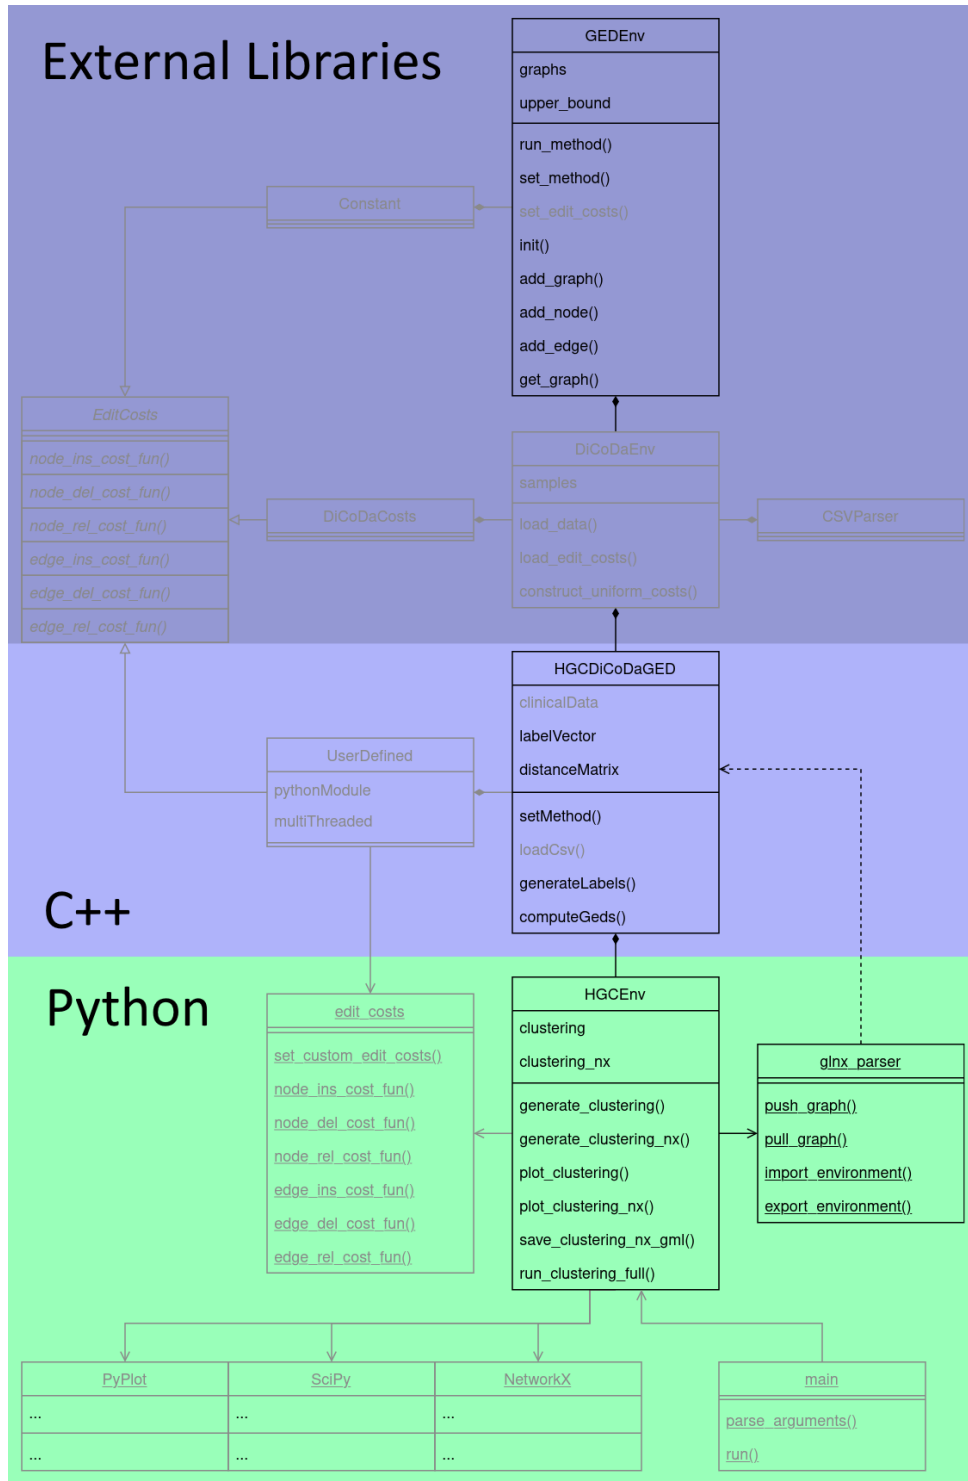 External Libraries
GEDEnv
graphs
upper_bound
run_method()
set_method()
set_edit_costs()
init()
add_graph()
add_node()
add_edge()
get_graph()
Constant
EditCosts
node_ins_cost_fun()
node_del_cost_fun()
node_rel_cost_fun()
edge_ins_cost_fun()
edge_del_cost_fun()
edge_rel_cost_fun()
DiCoDaCosts
DiCoDaEnv
samples
load_data()
load_edit_costs()
construct_uniform_costs()
CSVParser
C++
HGCDiCoDaGED
clinicalData
labelVector
distanceMatrix
setMethod()
loadCsv()
generateLabels()
computeGeds()
UserDefined
pythonModule
multiThreaded
Python
edit_costs
set_custom_edit_costs()
node_ins_cost_fun()
node_del_cost_fun()
node_rel_cost_fun()
edge_ins_cost_fun()
edge_del_cost_fun()
edge_rel_cost_fun()
HGCEnv
clustering
clustering_nx
generate_clustering()
generate_clustering_nx()
plot_clustering()
plot_clustering_nx()
save_clustering_nx_gml()
run_clustering_full()
glnx_parser
push_graph()
pull_graph()
import_environment()
export_environment()
PyPlot
...
...
SciPy
...
...
NetworkX
...
...
main
parse_arguments()
run()